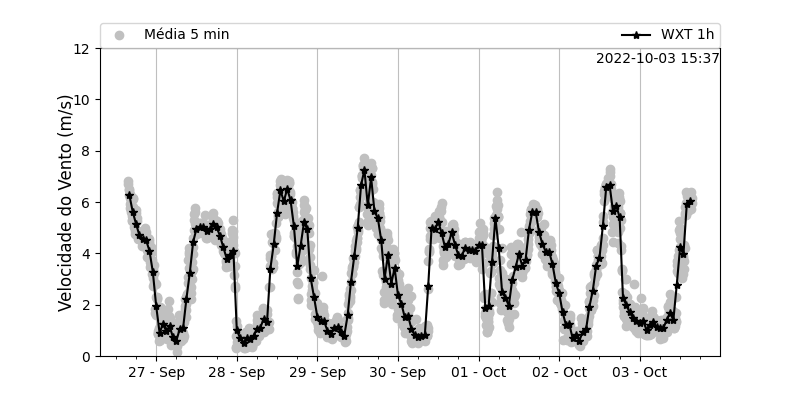 Média 5 min
WXT 1h
2022-10-03 15:37
Velocidade do Vento (m/s)
12
10
8
6
4
2
0
27 - Sep
28 - Sep
29 - Sep
30 - Sep
01 - Oct
02 - Oct
03 - Oct